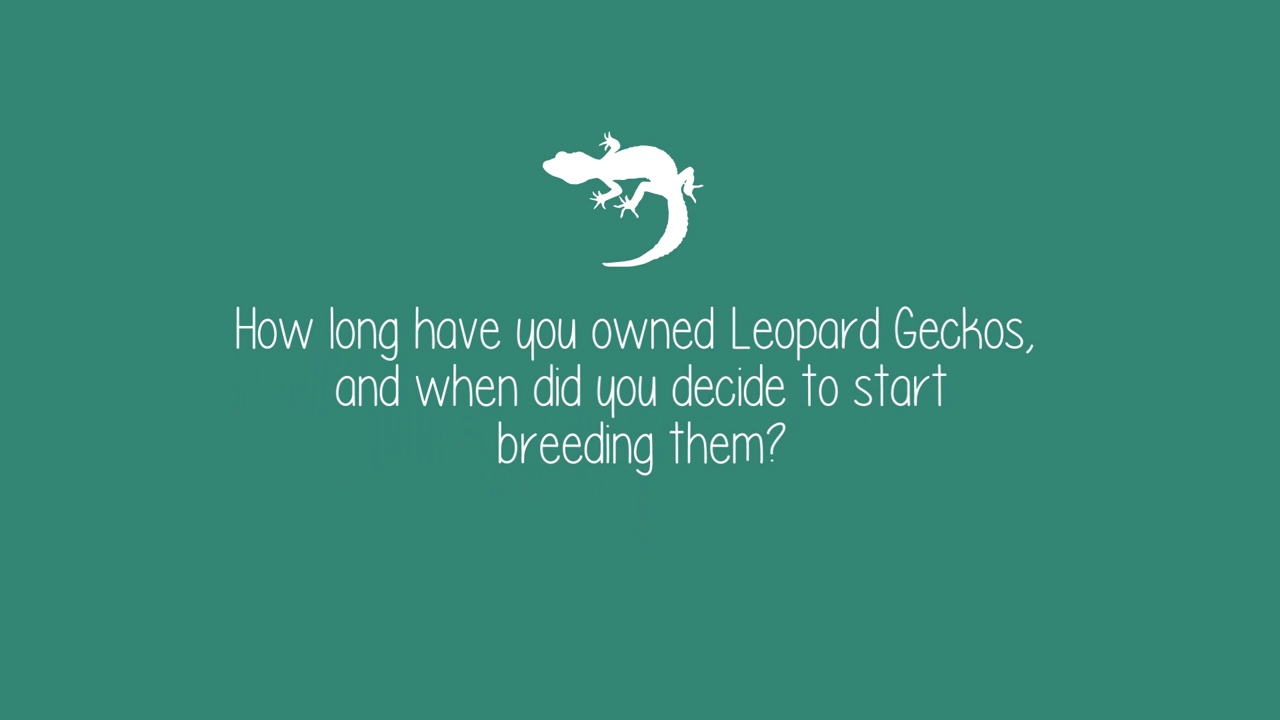 How long have you owned Leopard Geckos,
and when did you decide to start
breeding them?